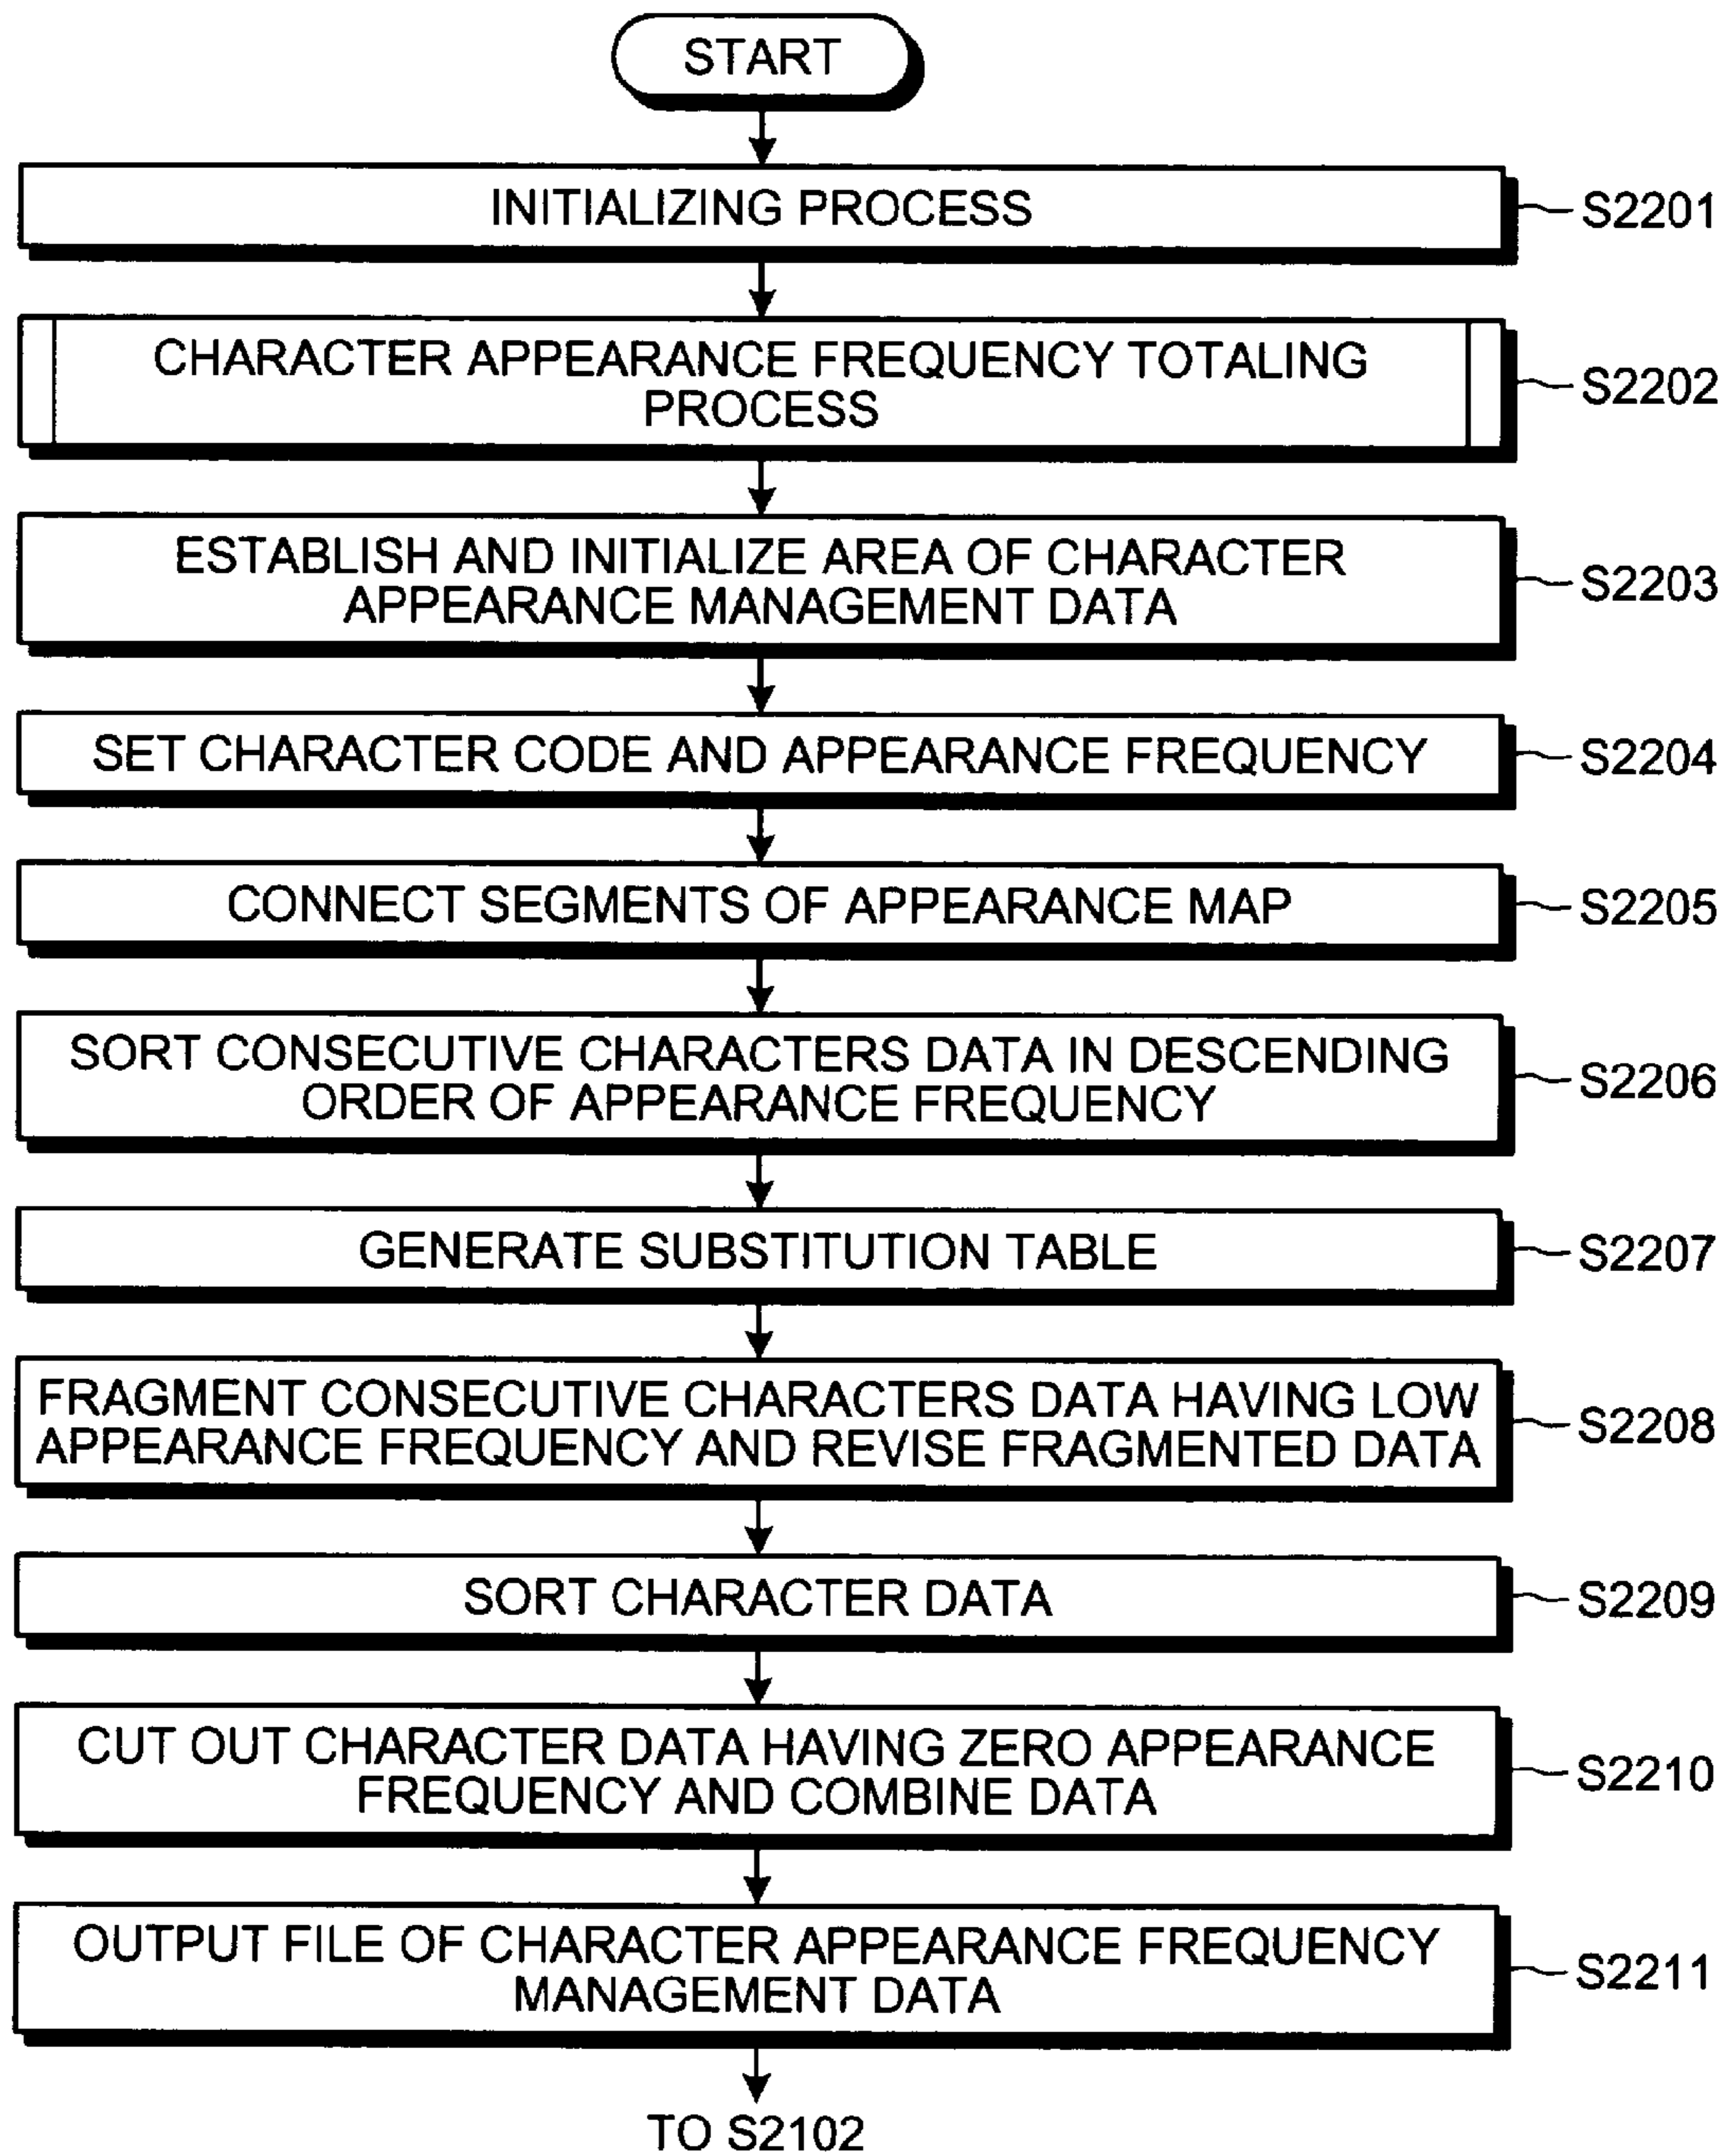 START
INITIALIZING PROCESS
S2201
CHARACTER APPEARANCE FREQUENCY TOTALING
PROCESS
S2202
ESTABLISH AND INITIALIZE AREA OF CHARACTER
APPEARANCE MANAGEMENT DATA
S2203
SET CHARACTER CODE AND APPEARANCE FREQUENCY
S2204
CONNECT SEGMENTS OF APPEARANCE MAP
S2205
SORT CONSECUTIVE CHARACTERS DATA IN DESCENDING
ORDER OF APPEARANCE FREQUENCY
S2206
GENERATE SUBSTITUTION TABLE
S2207
FRAGMENT CONSECUTIVE CHARACTERS DATA HAVING LOW
APPEARANCE FREQUENCY AND REVISE FRAGMENTED DATA
S2208
SORT CHARACTER DATA
S2209
CUT OUT CHARACTER DATA HAVING ZERO APPEARANCE
FREQUENCY AND COMBINE DATA
S2210
OUTPUT FILE OF CHARACTER APPEARANCE FREQUENCY
MANAGEMENT DATA
S2211
TO S2102